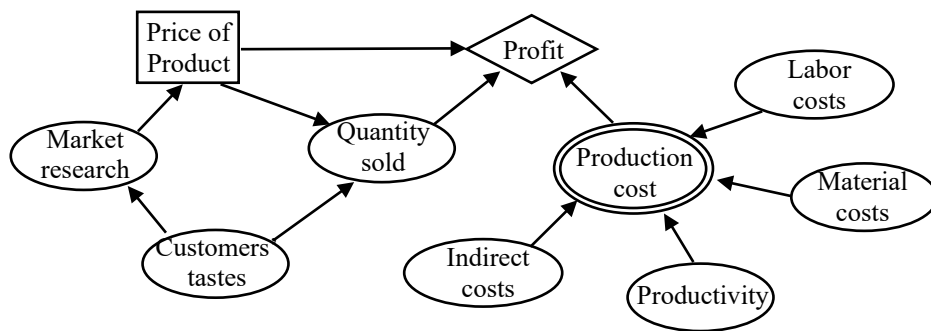 Price of
Product
Profit
Labor
costs
Market
research
Quantity
sold
Production
cost
Material
costs
Customers
tastes
Indirect
costs
Productivity